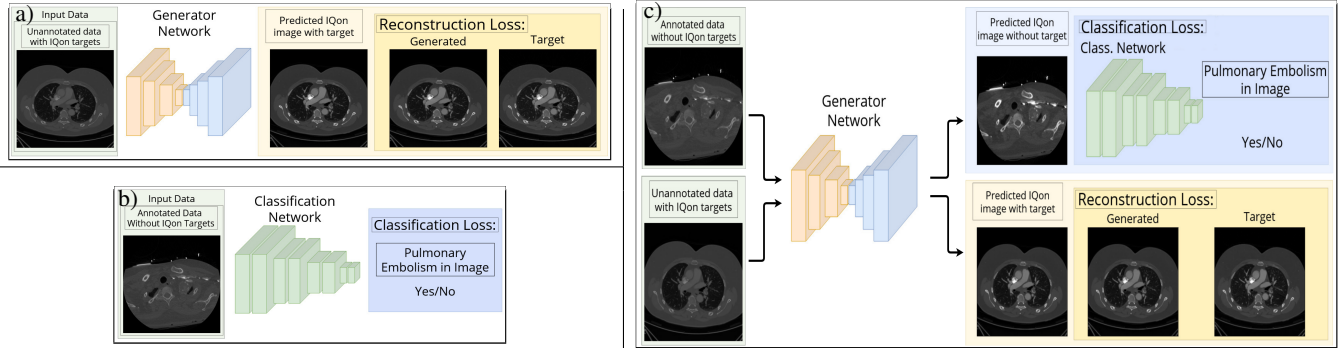 a)
Input Data
Unannotated data
with IQon targets
Generator
Network
Predicted IQon
image with target
Reconstruction Loss:
Generated
Target
b)
Input Data
Annotated Data
Without IQon Targets
Classification
Network
Classification Loss:
Pulmonary
Embolism in Image
Yes/No
c)
Annotated data
without IQon targets
Unannotated data
with IQon targets
Generator
Network
Predicted IQon
image without target
Classification Loss:
Class. Network
Pulmonary Embolism
in Image
Yes/No
Predicted IQon
image with target
Reconstruction Loss:
Generated
Target